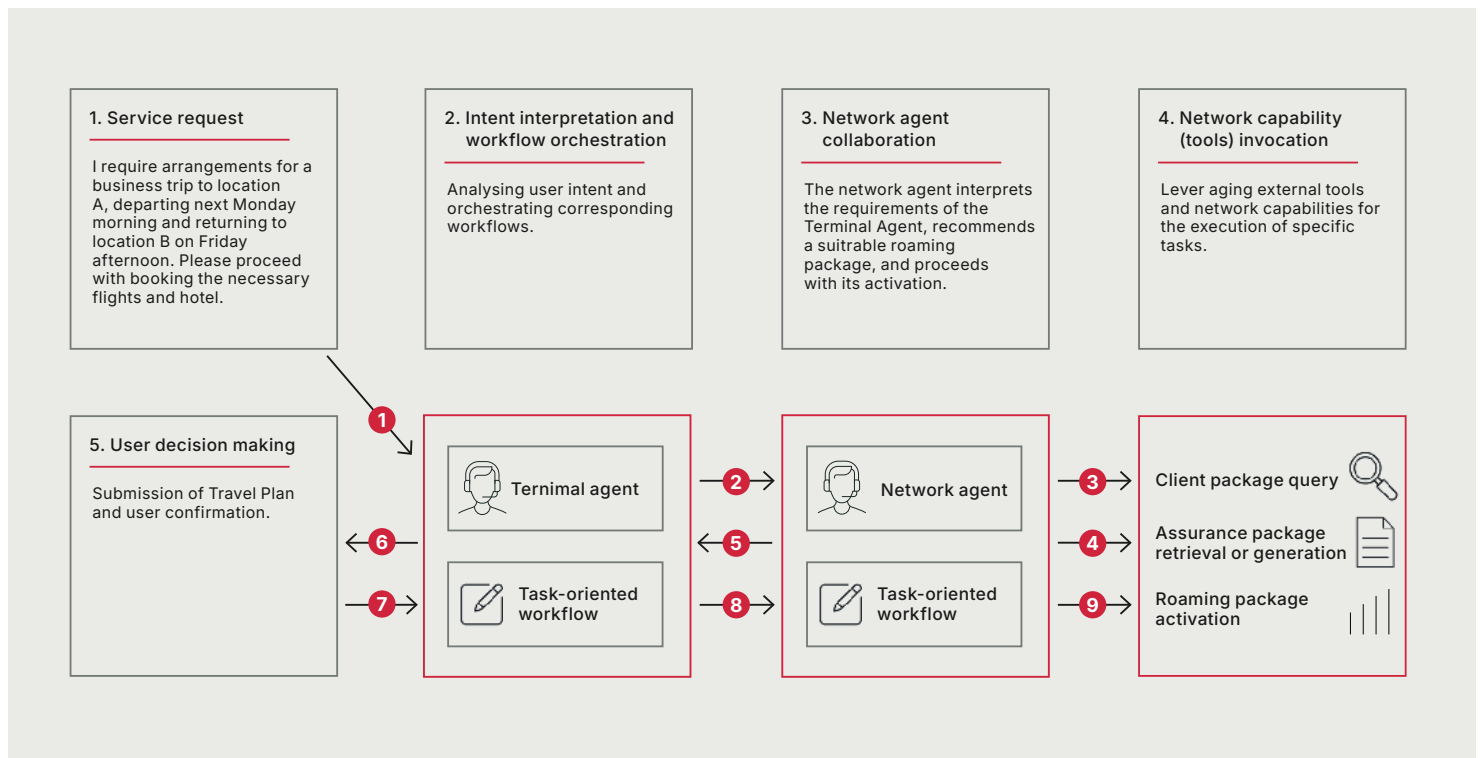 1. Service request
I require arrangements for a
business trip to location
A, departing next Monday
morning and returning to
location B on Friday
afternoon. Please proceed
with booking the necessary
flights and hotel.
2. Intent interpretation and
workflow orchestration
Analysing user intent and
orchestrating corresponding
workflows.
3. Network agent
collaboration
The network agent interprets
the requirements of the
Terminal Agent, recommends
a suitrable roaming
package, and proceeds
with its activation.
4. Network capability
(tools) invocation
Lever aging external tools
and network capabilities for
the execution of specific
tasks.
1
5. User decision making
Submission of Travel Plan
and user confirmation.
6
7
Ternimal agent
Task-oriented
workflow
2
5
8
Network agent
Task-oriented
workflow
3
4
9
Client package query
Assurance package
retrieval or generation
Roaming package
activation